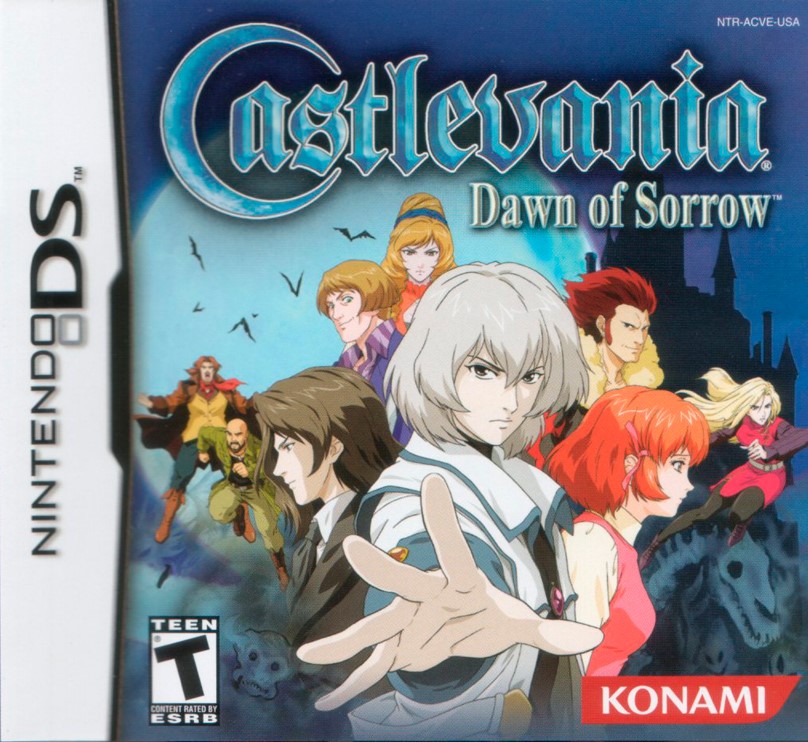 NTR-ACVE-USA
Castlevania®
Dawn of Sorrow™
NINTENDO DS™
TEEN
T®
CONTENT RATED BY
ESRB
KONAMI